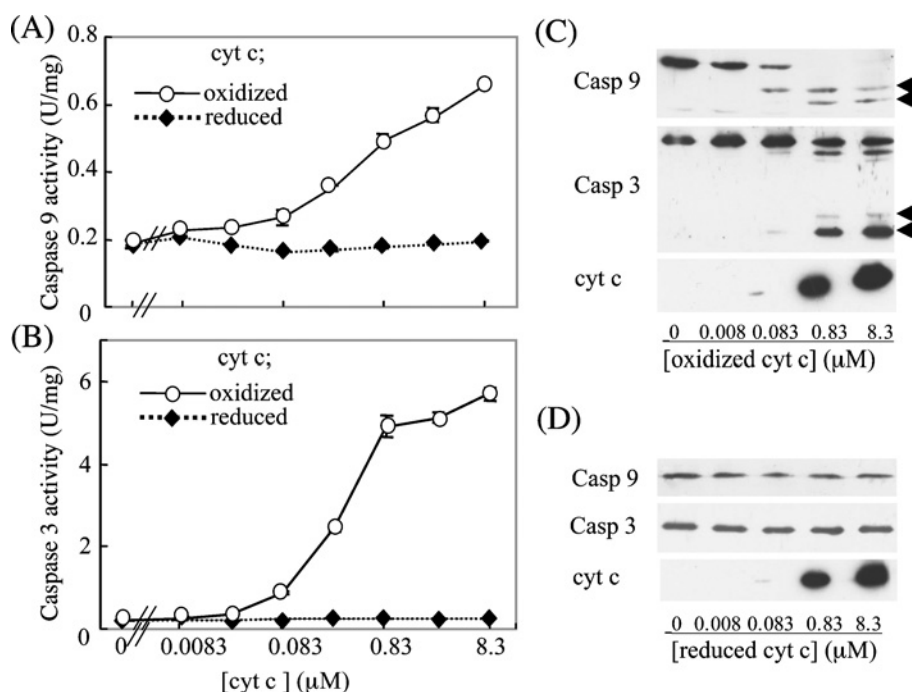 (A)
cyt c;
oxidized
reduced
Caspase 9 activity (U/mg)
0.8
0.6
0.4
0.2
0
(B)
cyt c;
oxidized
reduced
Caspase 3 activity (U/mg)
6
4
2
0
0 0.0083 0.083 0.83 8.3
[cyt c ] (μM)
(C)
Casp 9
Casp 3
cyt c
0 0.008 0.083 0.83 8.3
[oxidized cyt c] (μM)
(D)
Casp 9
Casp 3
cyt c
0 0.008 0.083 0.83 8.3
[reduced cyt c] (μM)